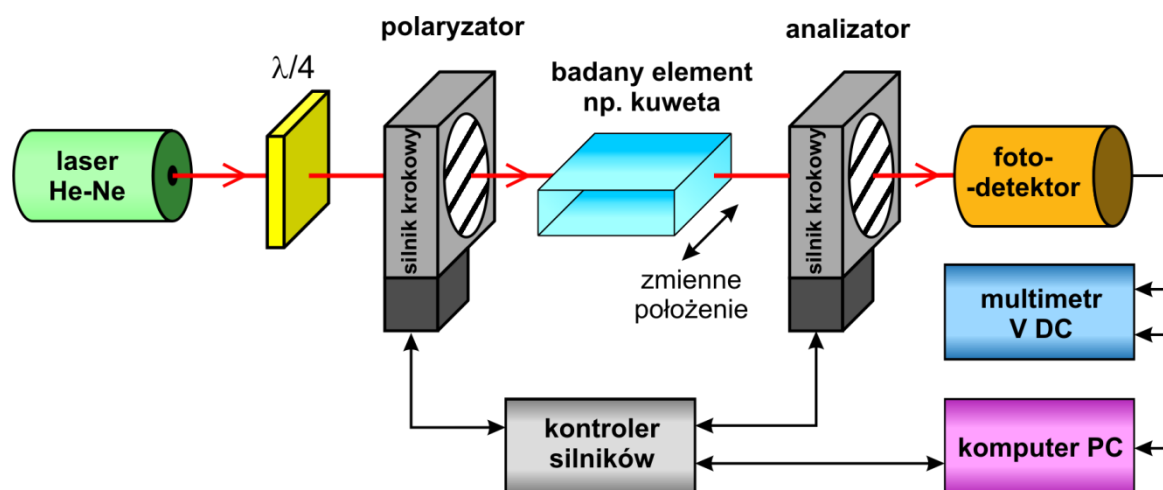 polaryzator
analizator
λ/4
badany element
np. kuweta
laser
He-Ne
silnik krokowy
silnik krokowy
foto-
-detektor
zmienne
położenie
multimetr
V DC
kontroler
silników
komputer PC